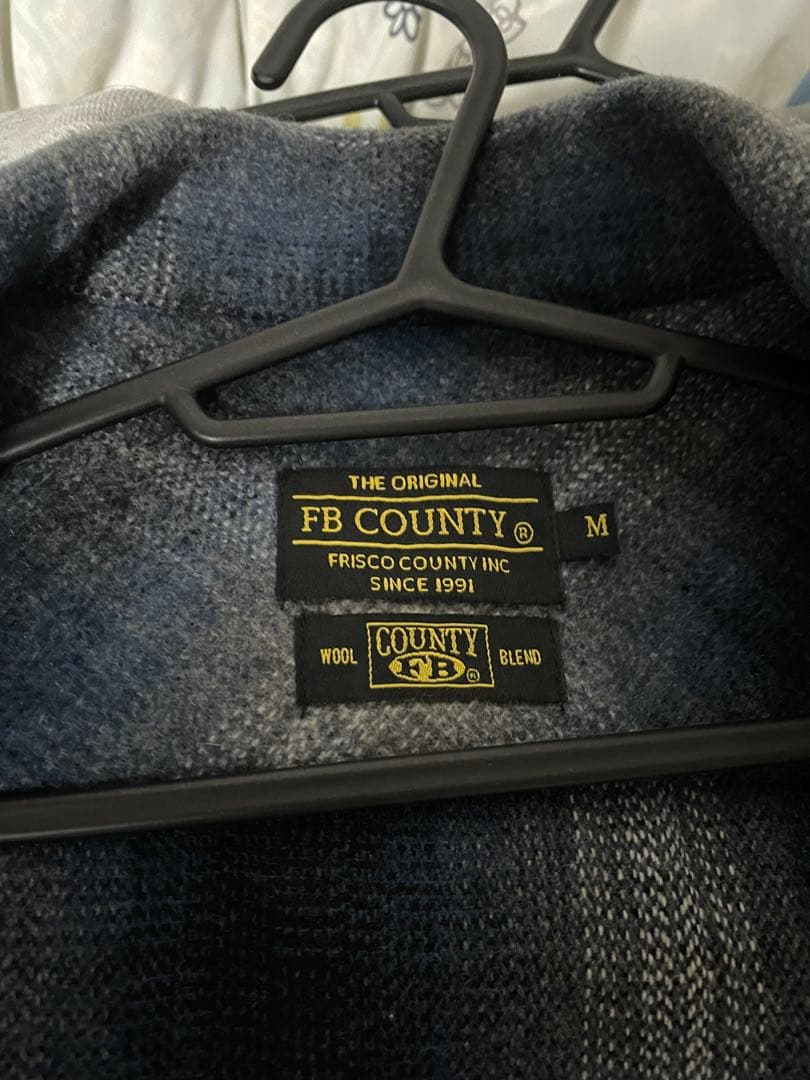 THE ORIGINAL
FB COUNTY®
M
FRISCO COUNTY INC
SINCE 1991
COUNTY
WOOL FB® BLEND